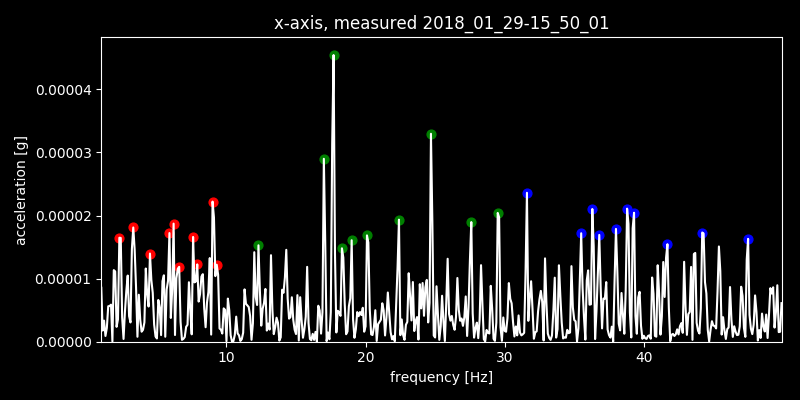 x-axis, measured 2018_01_29-15_50_01
acceleration [g]
0.00004
0.00003
0.00002
0.00001
0.00000
10 20 30 40
frequency [Hz]